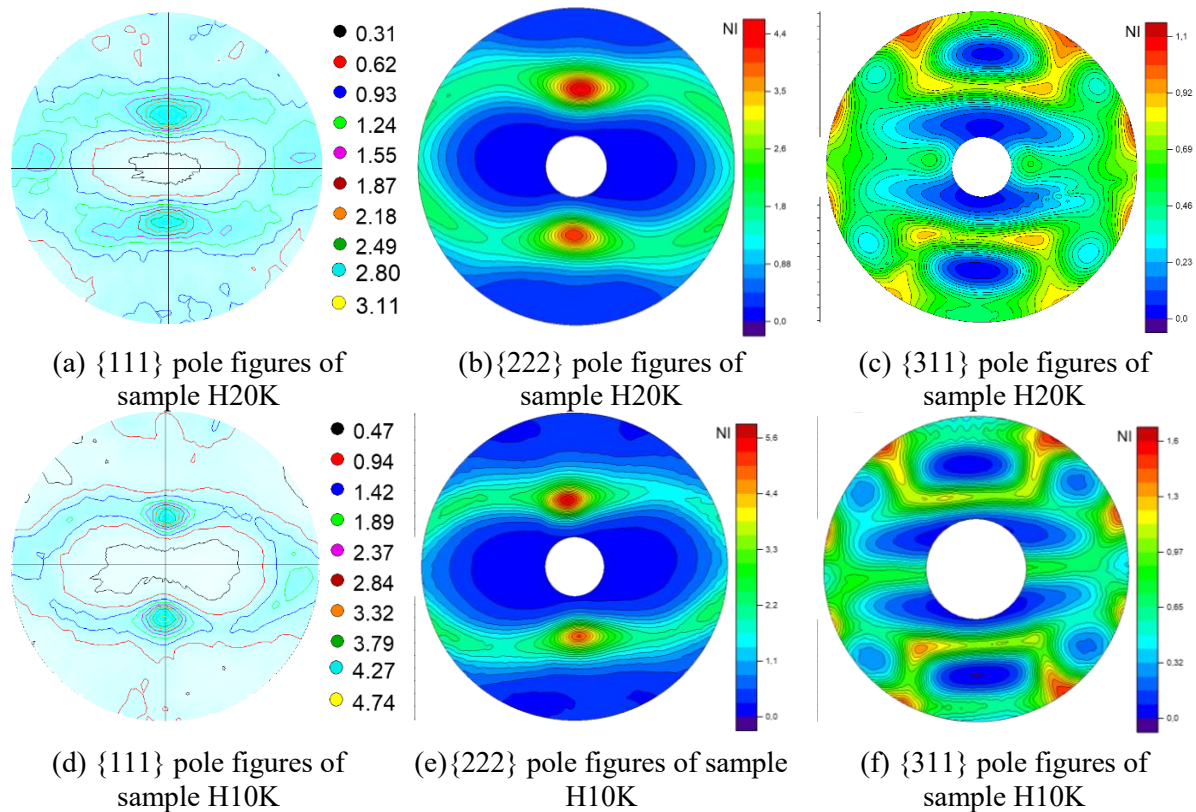 0.31
0.62
0.93
1.24
1.55
1.87
2.18
2.49
2.80
3.11
NI
4,4
3,5
2,6
1,8
0,88
0,0
NI
1,1
0,92
0,69
0,46
0,23
0,0
(a) {111} pole figures of
sample H20K
(b){222} pole figures of
sample H20K
(c) {311} pole figures of
sample H20K
0.47
0.94
1.42
1.89
2.37
2.84
3.32
3.79
4.27
4.74
NI
5,6
4,4
3,3
2,2
1,1
0,0
NI
1,6
1,3
0,97
0,65
0,32
0,0
(d) {111} pole figures of
sample H10K
(e){222} pole figures of sample
H10K
(f) {311} pole figures of
sample H10K